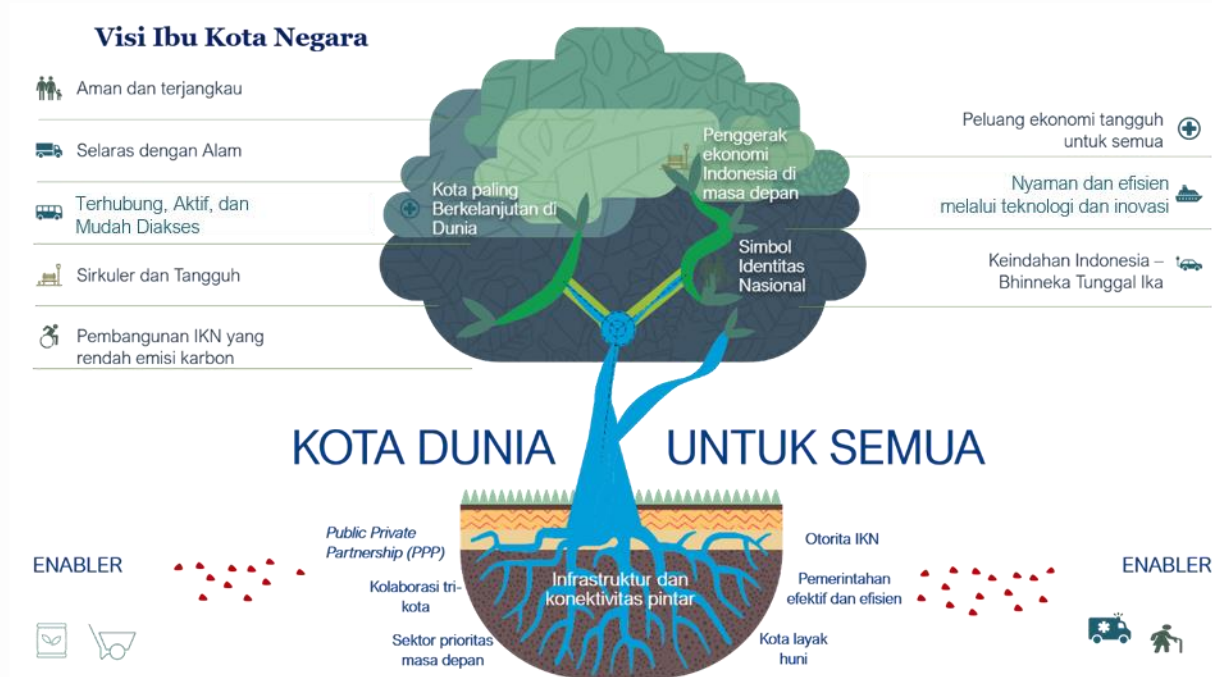 Visi Ibu Kota Negara
Aman dan terjangkau
Selaras dengan Alam
Terhubung, Aktif, dan
Mudah Diakses
Sirkuler dan Tangguh
Pembangunan IKN yang
rendah emisi karbon
Kota paling
Berkelanjutan di
Dunia
Penggerak
ekonomi
Indonesia di
masa depan
Simbol
Identitas
Nasional
Peluang ekonomi tangguh
untuk semua
Nyaman dan efisien
melalui teknologi dan inovasi
Keindahan Indonesia –
Bhinneka Tunggal Ika
KOTA DUNIA UNTUK SEMUA
ENABLER
Public Private
Partnership (PPP)
Kolaborasi tri-
kota
Sektor prioritas
masa depan
Infrastruktur dan
konektivitas pintar
Otorita IKN
Pemerintahan
efektif dan efisien
Kota layak
huni
ENABLER